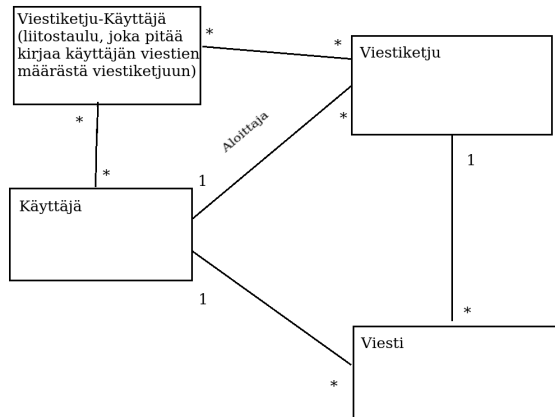 Viestiketju-Käyttäjä
(liitostaulu, joka pitää
kirjaa käyttäjän viestien
määrästä viestiketjuun)
*
*
Viestiketju
Aloittaja
*
*
*
1
1
Käyttäjä
1
*
Viesti
*